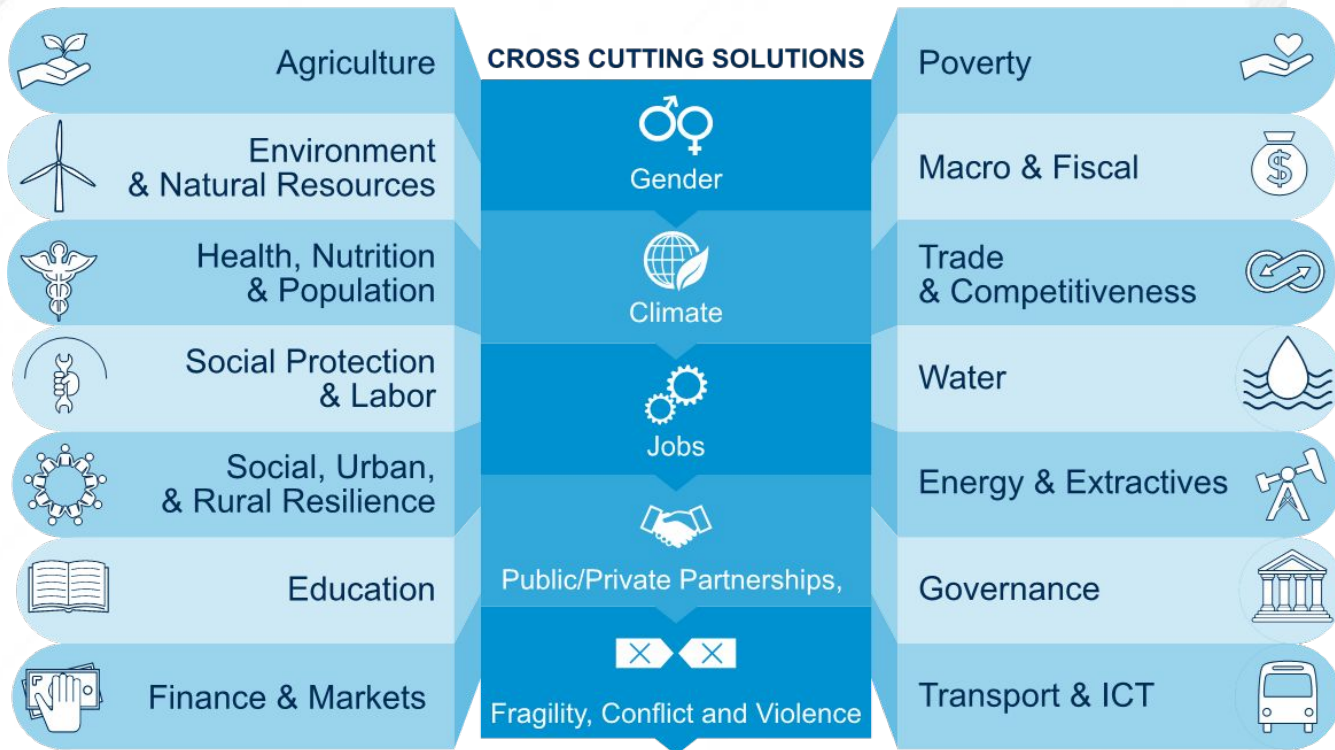 Agriculture
Environment
& Natural Resources
Health, Nutrition
& Population
Social Protection
& Labor
Social, Urban,
& Rural Resilience
Education
Finance & Markets
CROSS CUTTING SOLUTIONS
Gender
Climate
Jobs
Public/Private Partnerships,
Fragility, Conflict and Violence
Poverty
Macro & Fiscal
$
Trade
& Competitiveness
Water
Energy & Extractives
Governance
Transport & ICT